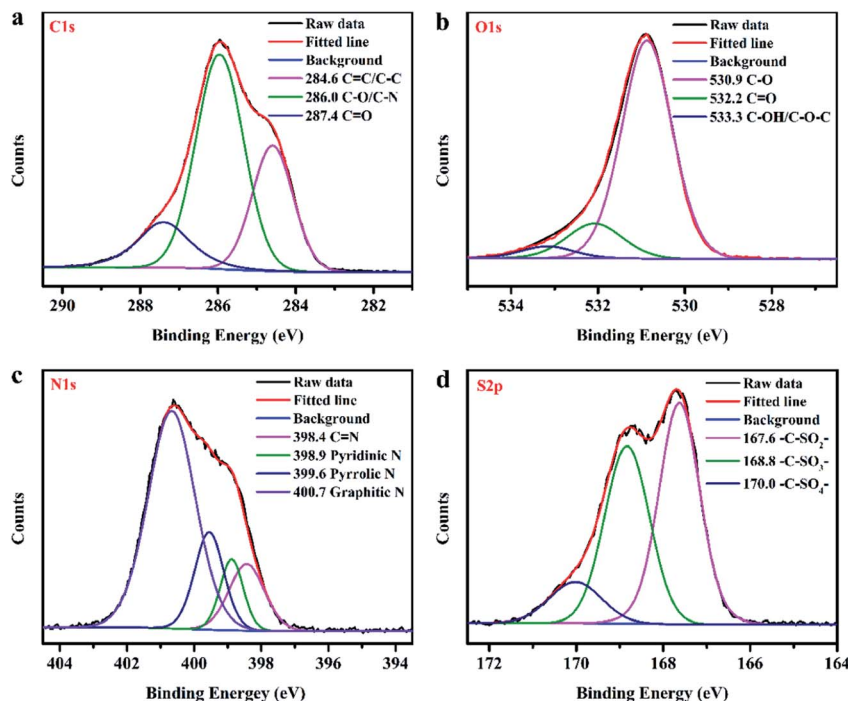 a
C1s
Raw data
Fitted line
Background
284.6 C=C/C-C
286.0 C-O/C-N
287.4 C=O
Counts
290 288 286 284 282
Binding Energy (eV)
b
O1s
Raw data
Fitted line
Background
530.9 C-O
532.2 C=O
533.3 C-OH/C-O-C
Counts
534 532 530 528
Binding Energy (eV)
c
N1s
Raw data
Fitted line
Background
398.4 C=N
398.9 Pyridinic N
399.6 Pyrrolic N
400.7 Graphitic N
Counts
404 402 400 398 396 394
Binding Energey (eV)
d
S2p
Raw data
Fitted line
Background
167.6 -C-SO₂-
168.8 -C-SO₃-
170.0 -C-SO₄-
Counts
172 170 168 166 164
Binding Energey (eV)